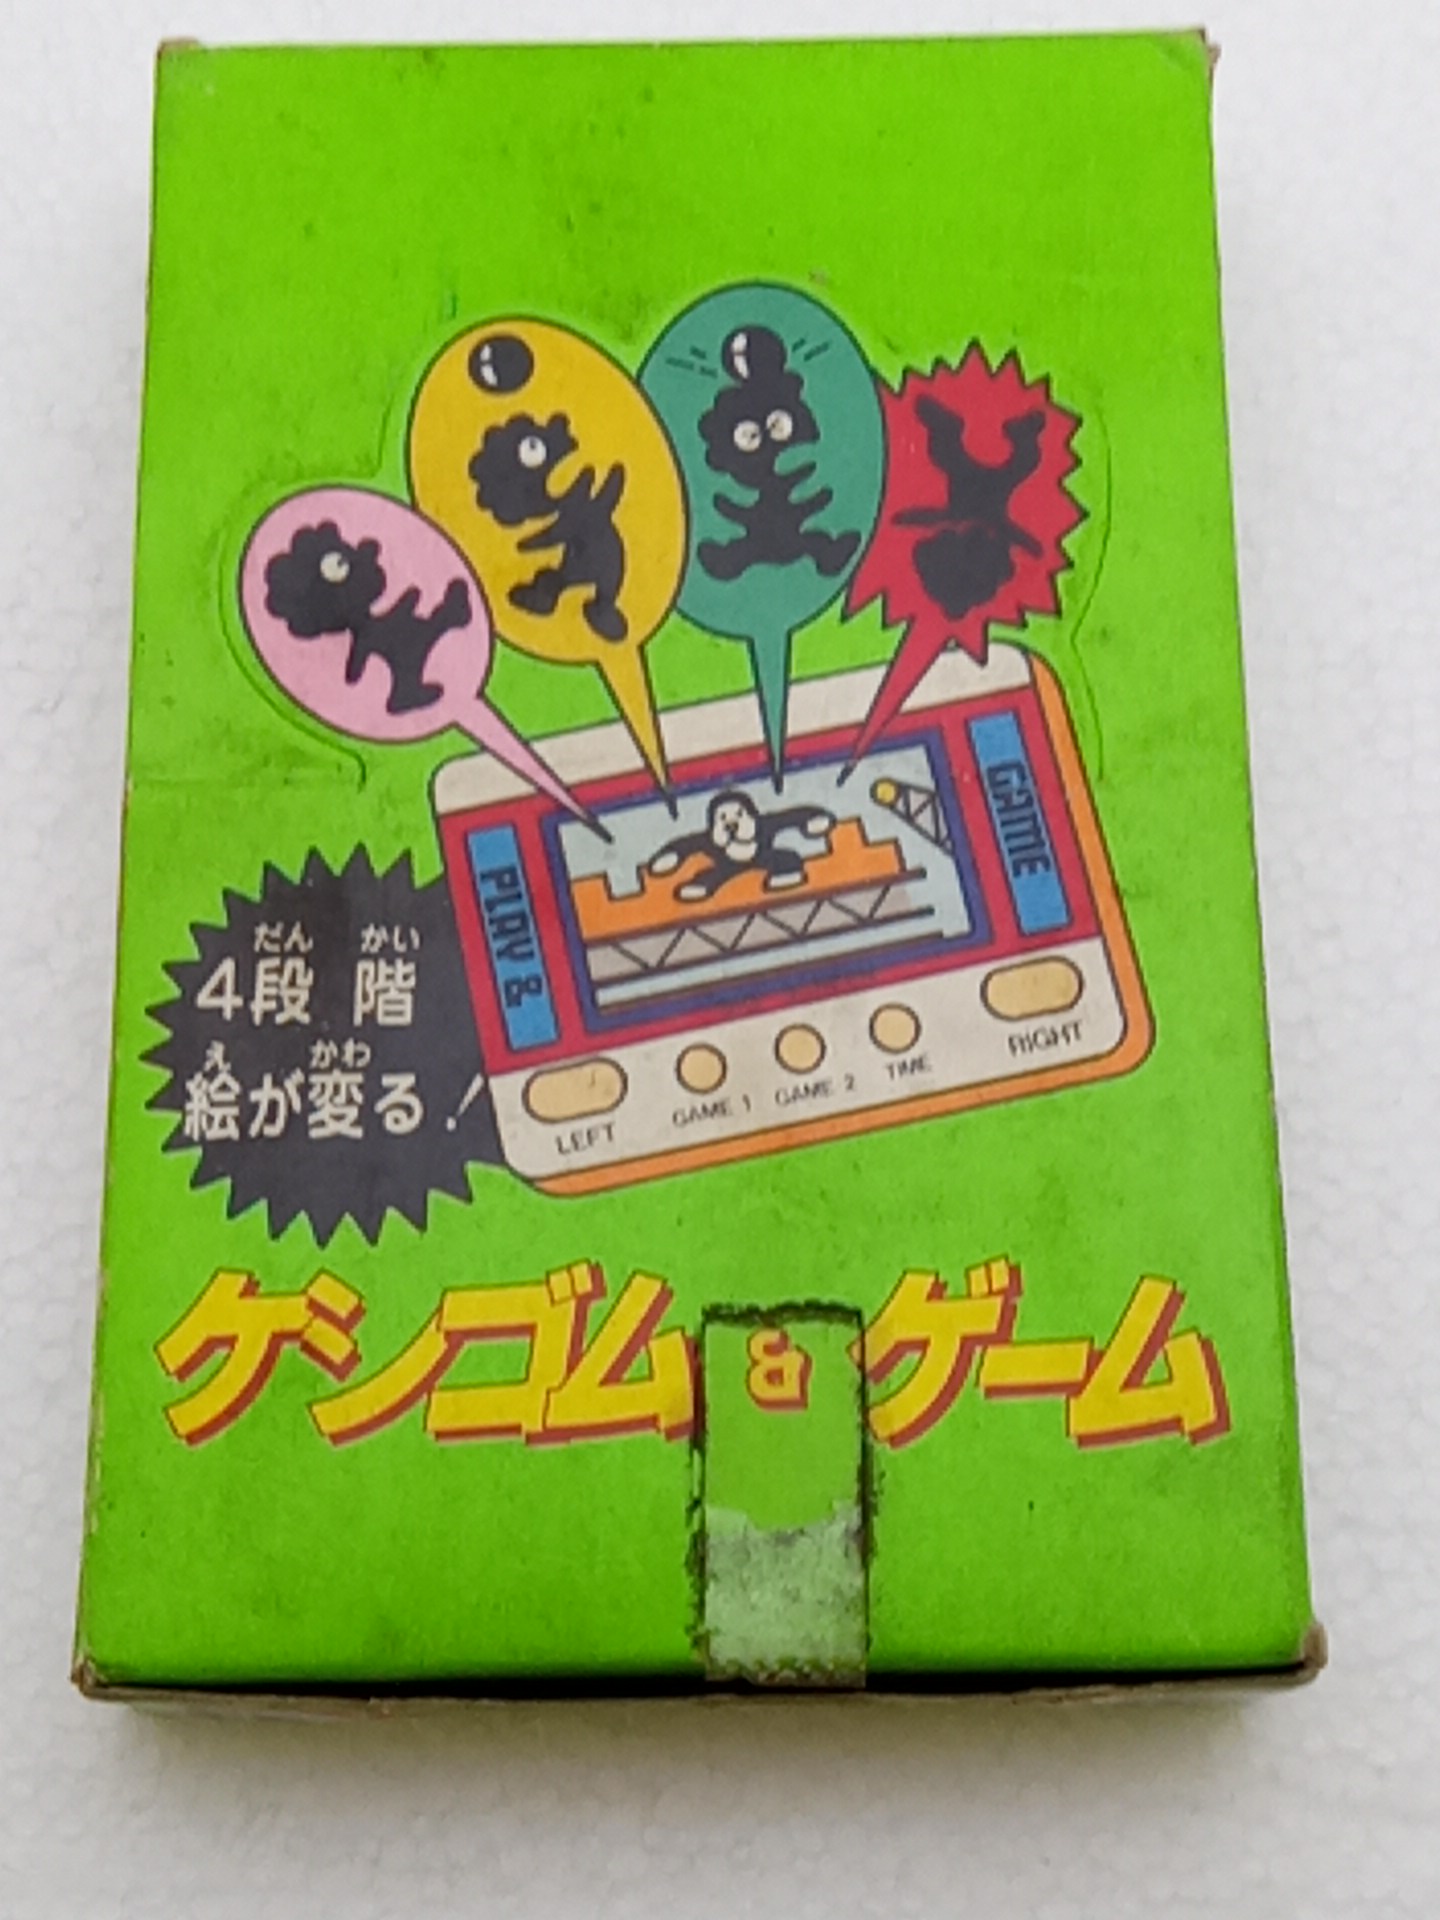 PLAY &
GAME
LEFT
GAME 1
GAME 2
TIME
RIGHT
だん かい
4段 階
え かわ
絵が変る!
ケシゴム & ゲーム